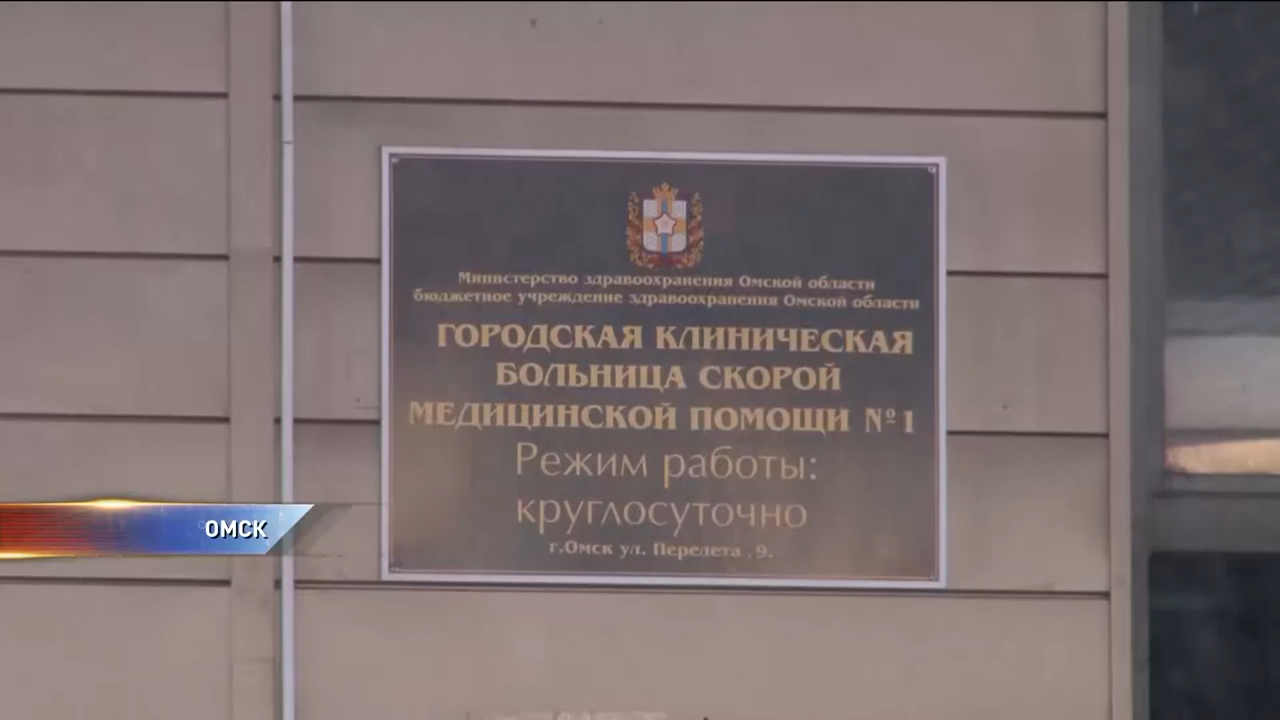 Министерство здравоохранения Омской области
бюджетное учреждение здравоохранения Омской области
ГОРОДСКАЯ КЛИНИЧЕСКАЯ
БОЛЬНИЦА СКОРОЙ
МЕДИЦИНСКОЙ ПОМОЩИ №1
Режим работы:
круглосуточно
г.Омск ул. Перелета , 9.
ОМСК